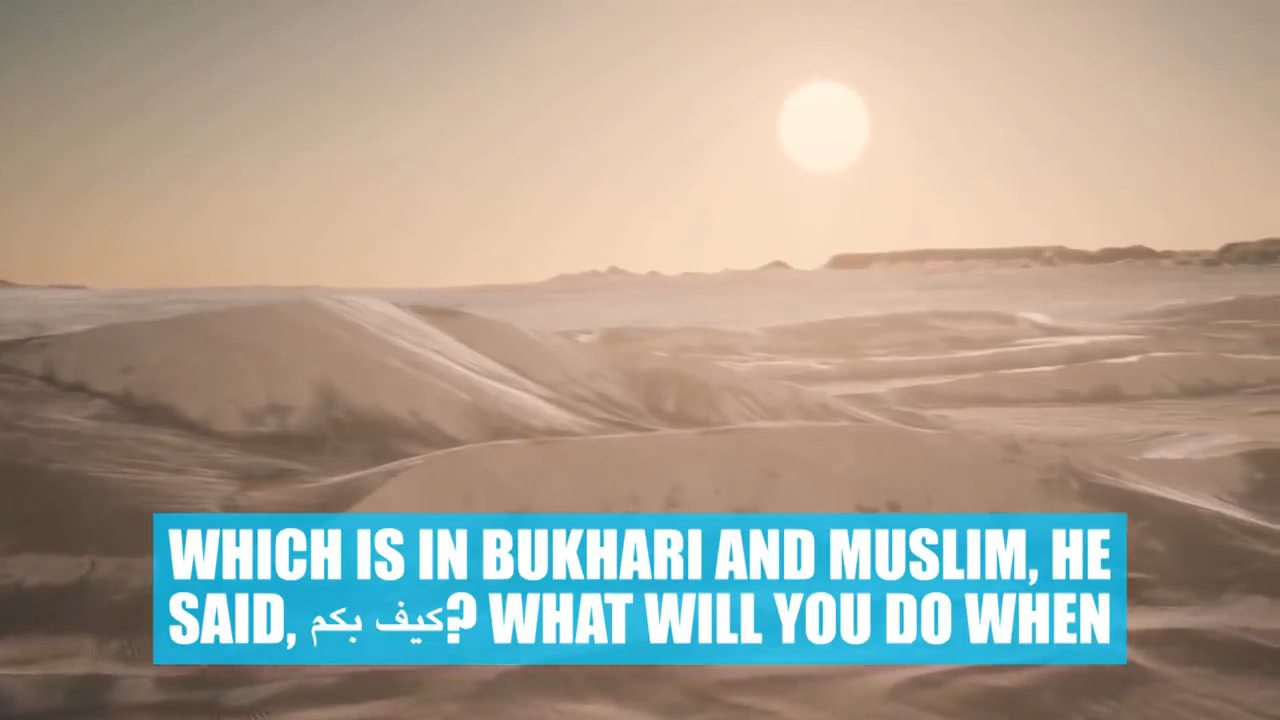 WHICH IS IN BUKHARI AND MUSLIM, HE
SAID, كيف بكم? WHAT WILL YOU DO WHEN